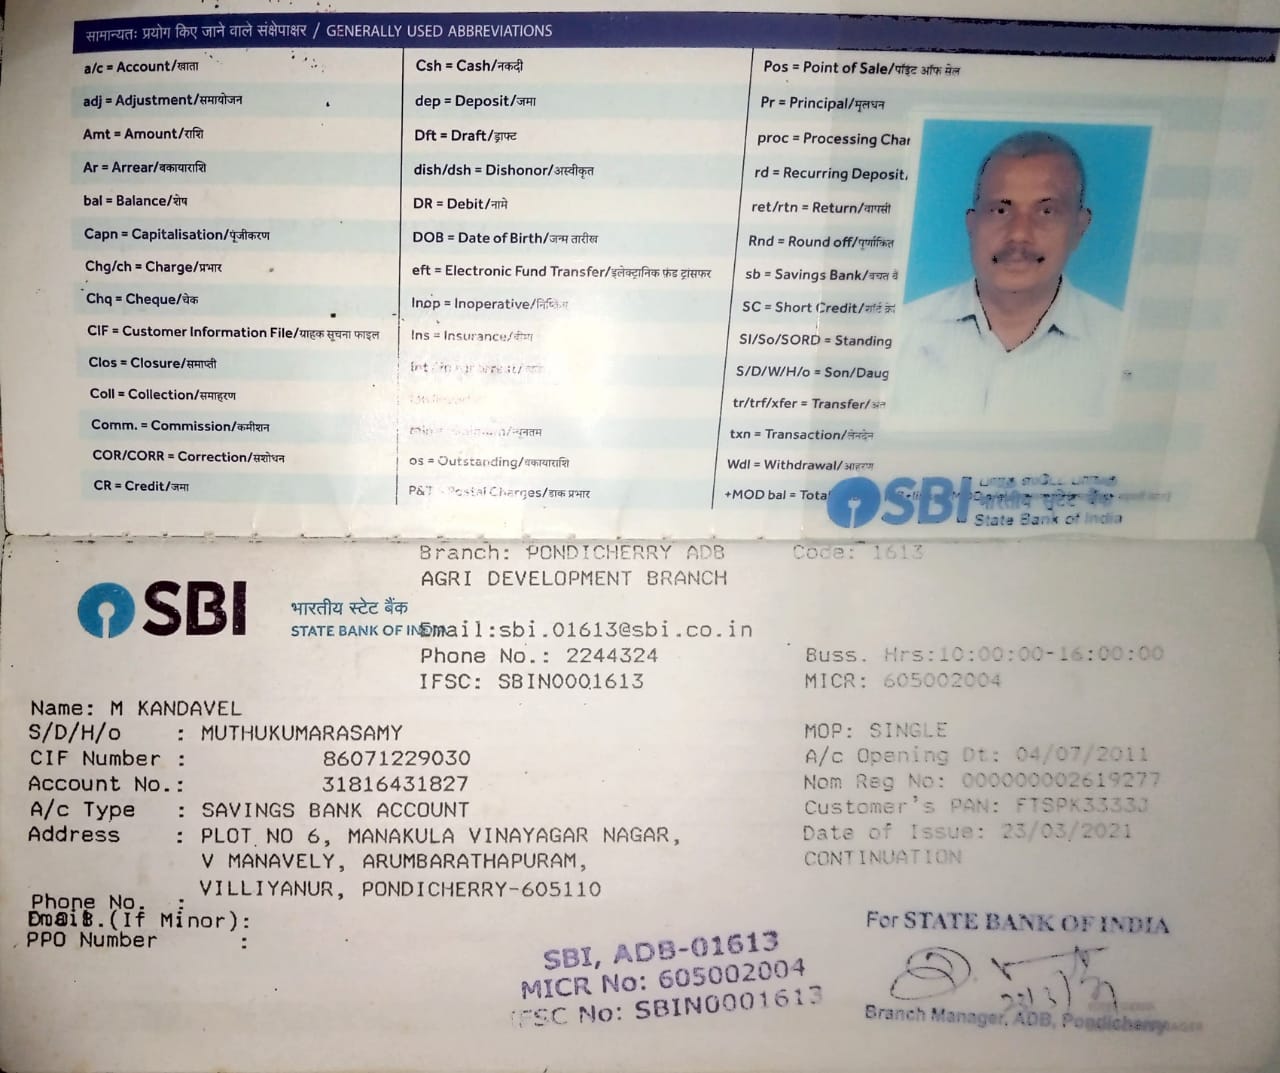 सामान्यतः प्रयोग किए जाने वाले संक्षेपाक्षर / GENERALLY USED ABBREVIATIONS
a/c = Account/खाता
adj = Adjustment/समायोजन
Amt = Amount/राशि
Ar = Arrear/बकायाराशि
bal = Balance/शेष
Capn = Capitalisation/पूंजीकरण
Chg/ch = Charge/प्रभार
Chq = Cheque/चेक
CIF = Customer Information File/ग्राहक सूचना फाइल
Clos = Closure/समाप्ती
Coll = Collection/समाहरण
Comm. = Commission/कमीशन
COR/CORR = Correction/संशोधन
CR = Credit/जमा
Csh = Cash/नकदी
dep = Deposit/जमा
Dft = Draft/ड्राफ्ट
dish/dsh = Dishonor/अस्वीकृत
DR = Debit/नामे
DOB = Date of Birth/जन्म तारीख
eft = Electronic Fund Transfer/इलेक्ट्रानिक फंड ट्रांसफर
Inop = Inoperative/निष्क्रिय
Ins = Insurance/बीमा
न्यूनतम
os = Outstanding/बकायाराशि
P&T = Postal Charges/डाक प्रभार
Pos = Point of Sale/पॉइंट ऑफ सेल
Pr = Principal/मूलधन
proc = Processing Char
rd = Recurring Deposit/
ret/rtn = Return/वापसी
Rnd = Round off/पूर्णांकित
sb = Savings Bank/बचत बैं
SC = Short Credit/शॉर्ट क्रे
SI/So/SORD = Standing
S/D/W/H/o = Son/Daug
tr/trf/xfer = Transfer/अंत
txn = Transaction/लेनदेन
Wdl = Withdrawal/आहरण
+MOD bal = Total
SBI
भारतीय स्टेट बैंक
State Bank of India
Branch: PONDICHERRY ADB Code: 1613
AGRI DEVELOPMENT BRANCH
SBI भारतीय स्टेट बैंक
STATE BANK OF INDIA
Email:sbi.01613@sbi.co.in
Phone No.: 2244324 Buss. Hrs:10:00:00-16:00:00
IFSC: SBIN0001613 MICR: 605002004
Name: M KANDAVEL
S/D/H/o : MUTHUKUMARASAMY MOP: SINGLE
CIF Number : 86071229030 A/c Opening Dt: 04/07/2011
Account No.: 31816431827 Nom Reg No: 000000002619277
A/c Type : SAVINGS BANK ACCOUNT Customer's PAN: FTSPK3333J
Address : PLOT NO 6, MANAKULA VINAYAGAR NAGAR, Date of Issue: 23/03/2021
V MANAVELY, ARUMBARATHAPURAM, CONTINUATION
VILLIYANUR, PONDICHERRY-605110
Phone No. :
(If Minor):
PPO Number :
SBI, ADB-01613
MICR No: 605002004
IFSC No: SBIN0001613
For STATE BANK OF INDIA
Branch Manager, ADB, Pondicherry